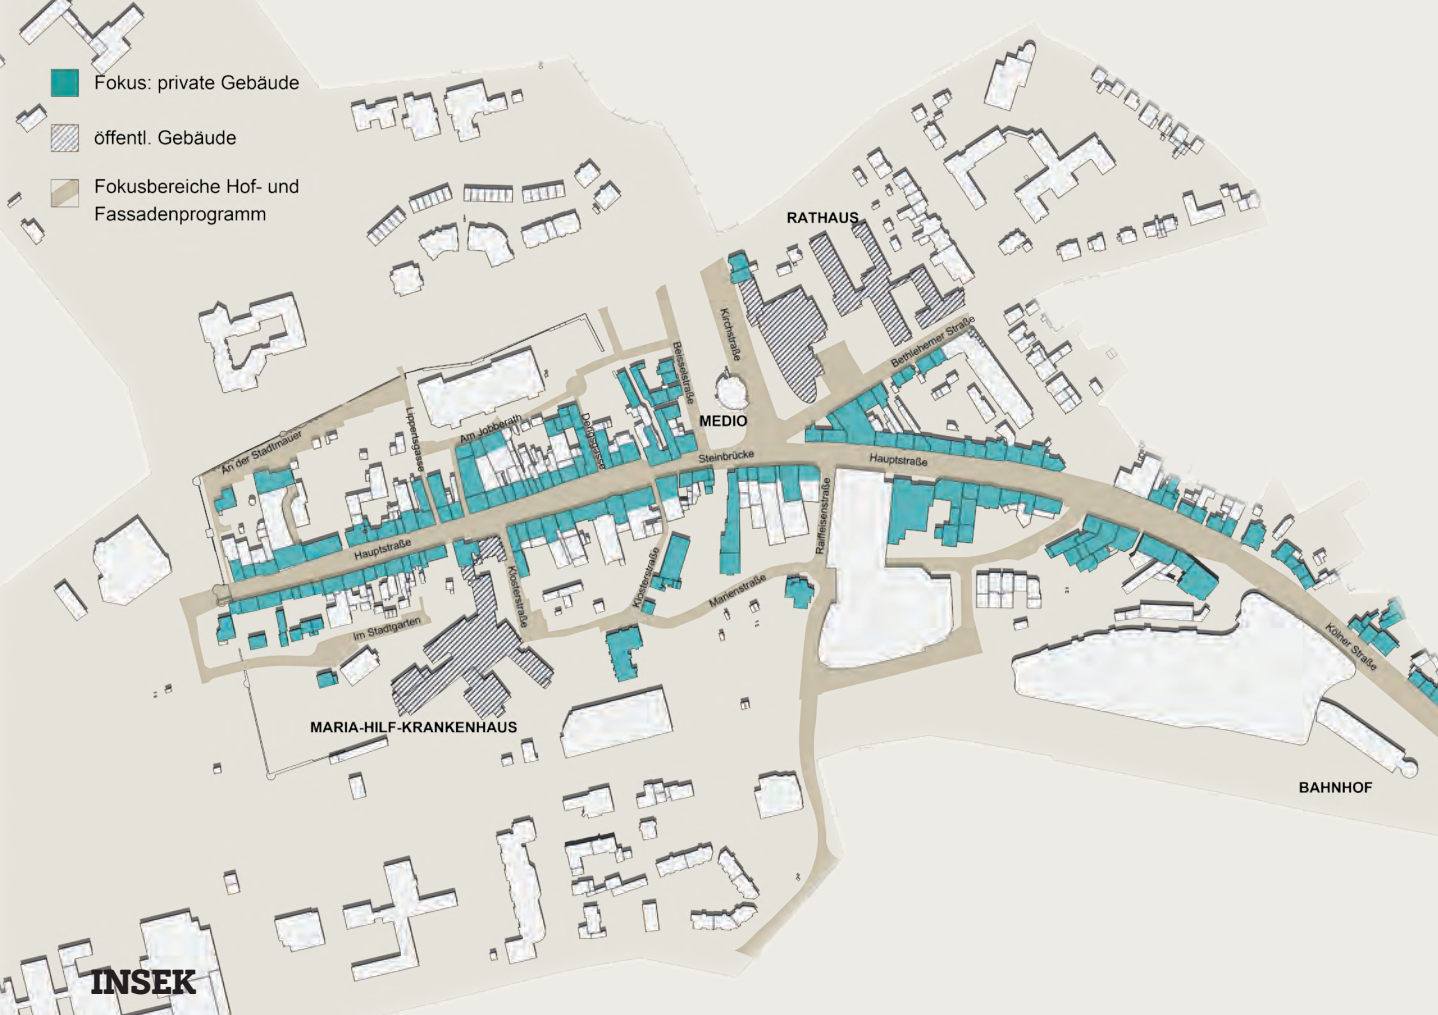 Fokus: private Gebäude
öffentl. Gebäude
Fokusbereiche Hof- und
Fassadenprogramm
RATHAUS
Kirchstraße
Bethlehemer Straße
Beisselstraße
MEDIO
Lippertsgasse
Am Jobberath
An der Stadtmauer
Steinbrücke
Hauptstraße
Raiffeisenstraße
Hauptstraße
Klosterstraße
Klosterstraße
Marienstraße
Im Stadtgarten
Kölner Straße
MARIA-HILF-KRANKENHAUS
BAHNHOF
INSEK